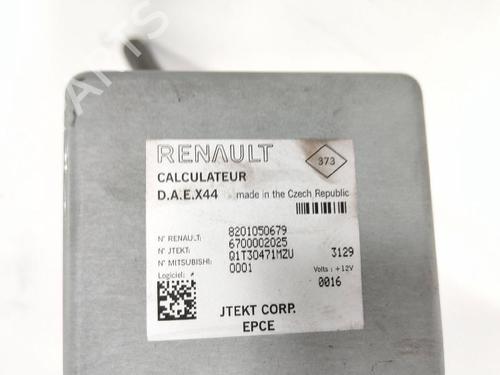 RENAULT
373
CALCULATEUR
D.A.E.X44 made in the Czech Republic
N° RENAULT: 8201050679
N° JTEKT: 6700002025
N° MITSUBISHI: Q1T30471MZU 3129
Logiciel: 0001 Volts : +12V
0016
JTEKT CORP.
EPCE